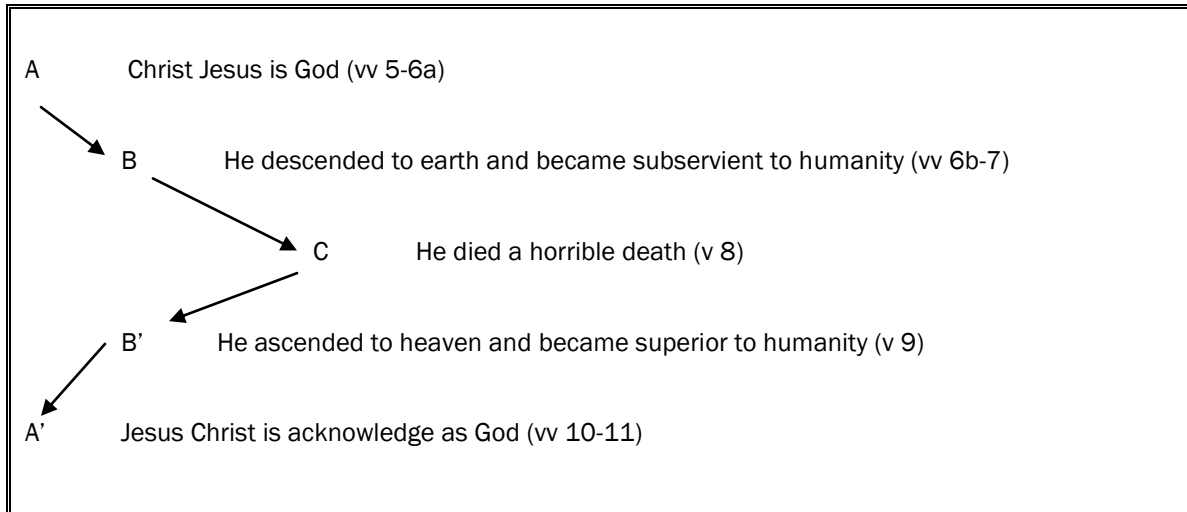 A Christ Jesus is God (vv 5-6a)
B He descended to earth and became subservient to humanity (vv 6b-7)
C He died a horrible death (v 8)
B’ He ascended to heaven and became superior to humanity (v 9)
A’ Jesus Christ is acknowledge as God (vv 10-11)